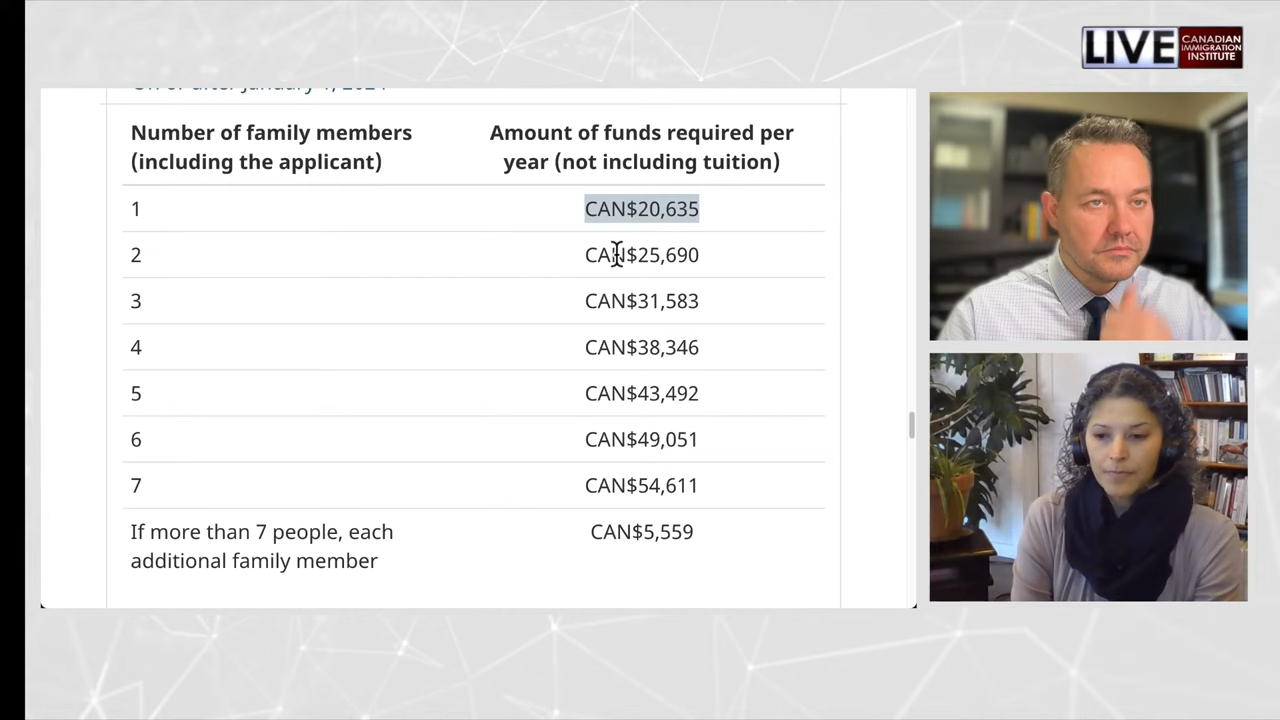 LIVE CANADIAN
IMMIGRATION
INSTITUTE
Number of family members
(including the applicant)
Amount of funds required per
year (not including tuition)
1 CAN$20,635
2 CAN$25,690
3 CAN$31,583
4 CAN$38,346
5 CAN$43,492
6 CAN$49,051
7 CAN$54,611
If more than 7 people, each
additional family member
CAN$5,559